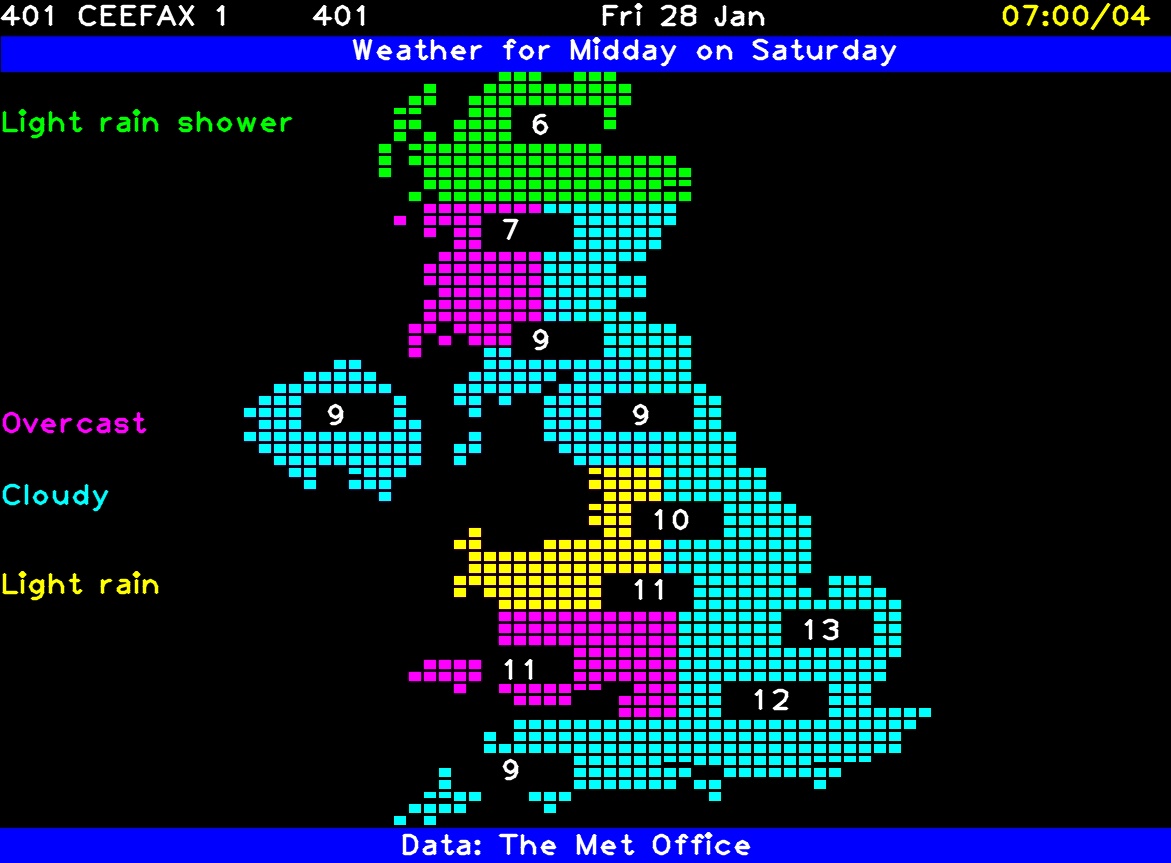 401 CEEFAX 1 401 Fri 28 Jan 07:00/04
Weather for Midday on Saturday
Light rain shower
6
7
9
9
9
Overcast
Cloudy
10
Light rain
11
13
11
12
9
Data: The Met Office